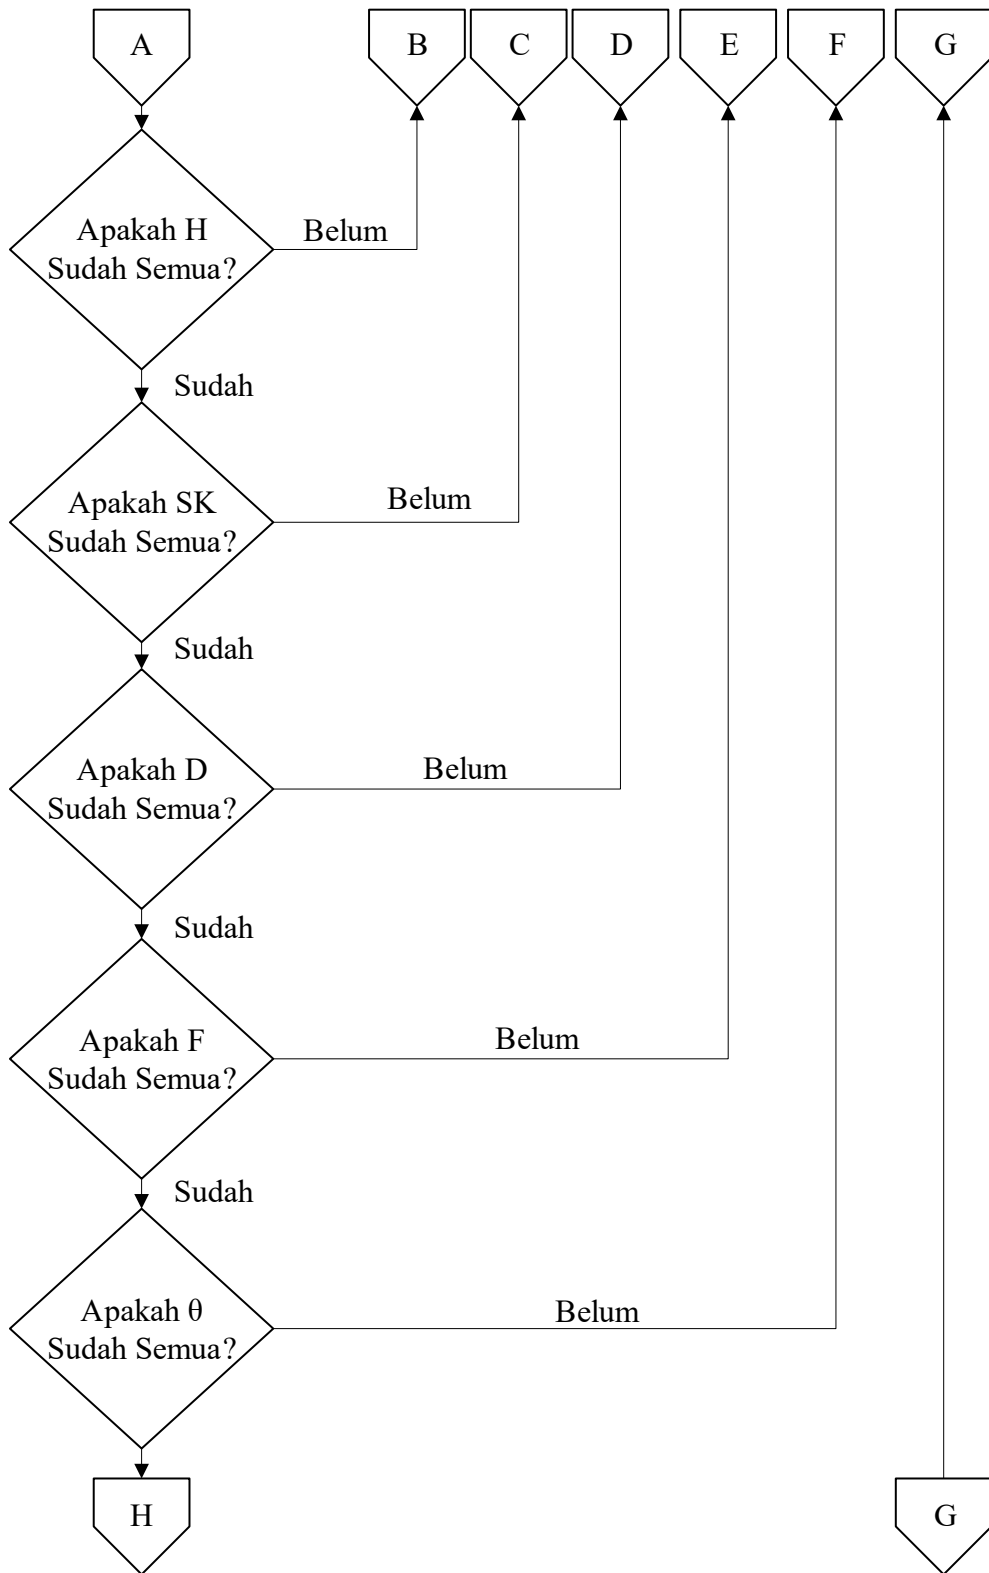 A
B
C
D
E
F
G
Apakah H
Sudah Semua?
Belum
Sudah
Apakah SK
Sudah Semua?
Belum
Sudah
Apakah D
Sudah Semua?
Belum
Sudah
Apakah F
Sudah Semua?
Belum
Sudah
Apakah θ
Sudah Semua?
Belum
H
G